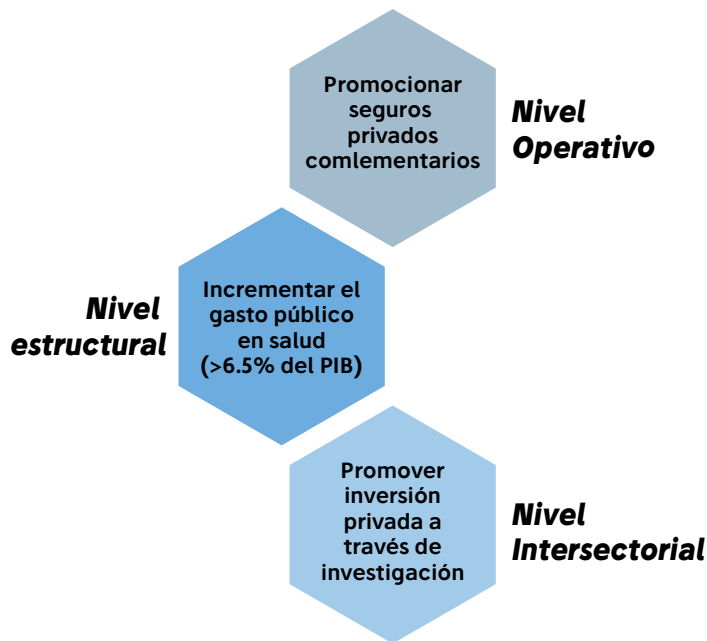 Promocionar
seguros
privados
comlementarios
Nivel
Operativo
Nivel
estructural
Incrementar el
gasto público
en salud
(>6.5% del PIB)
Promover
inversión
privada a
través de
investigación
Nivel
Intersectorial